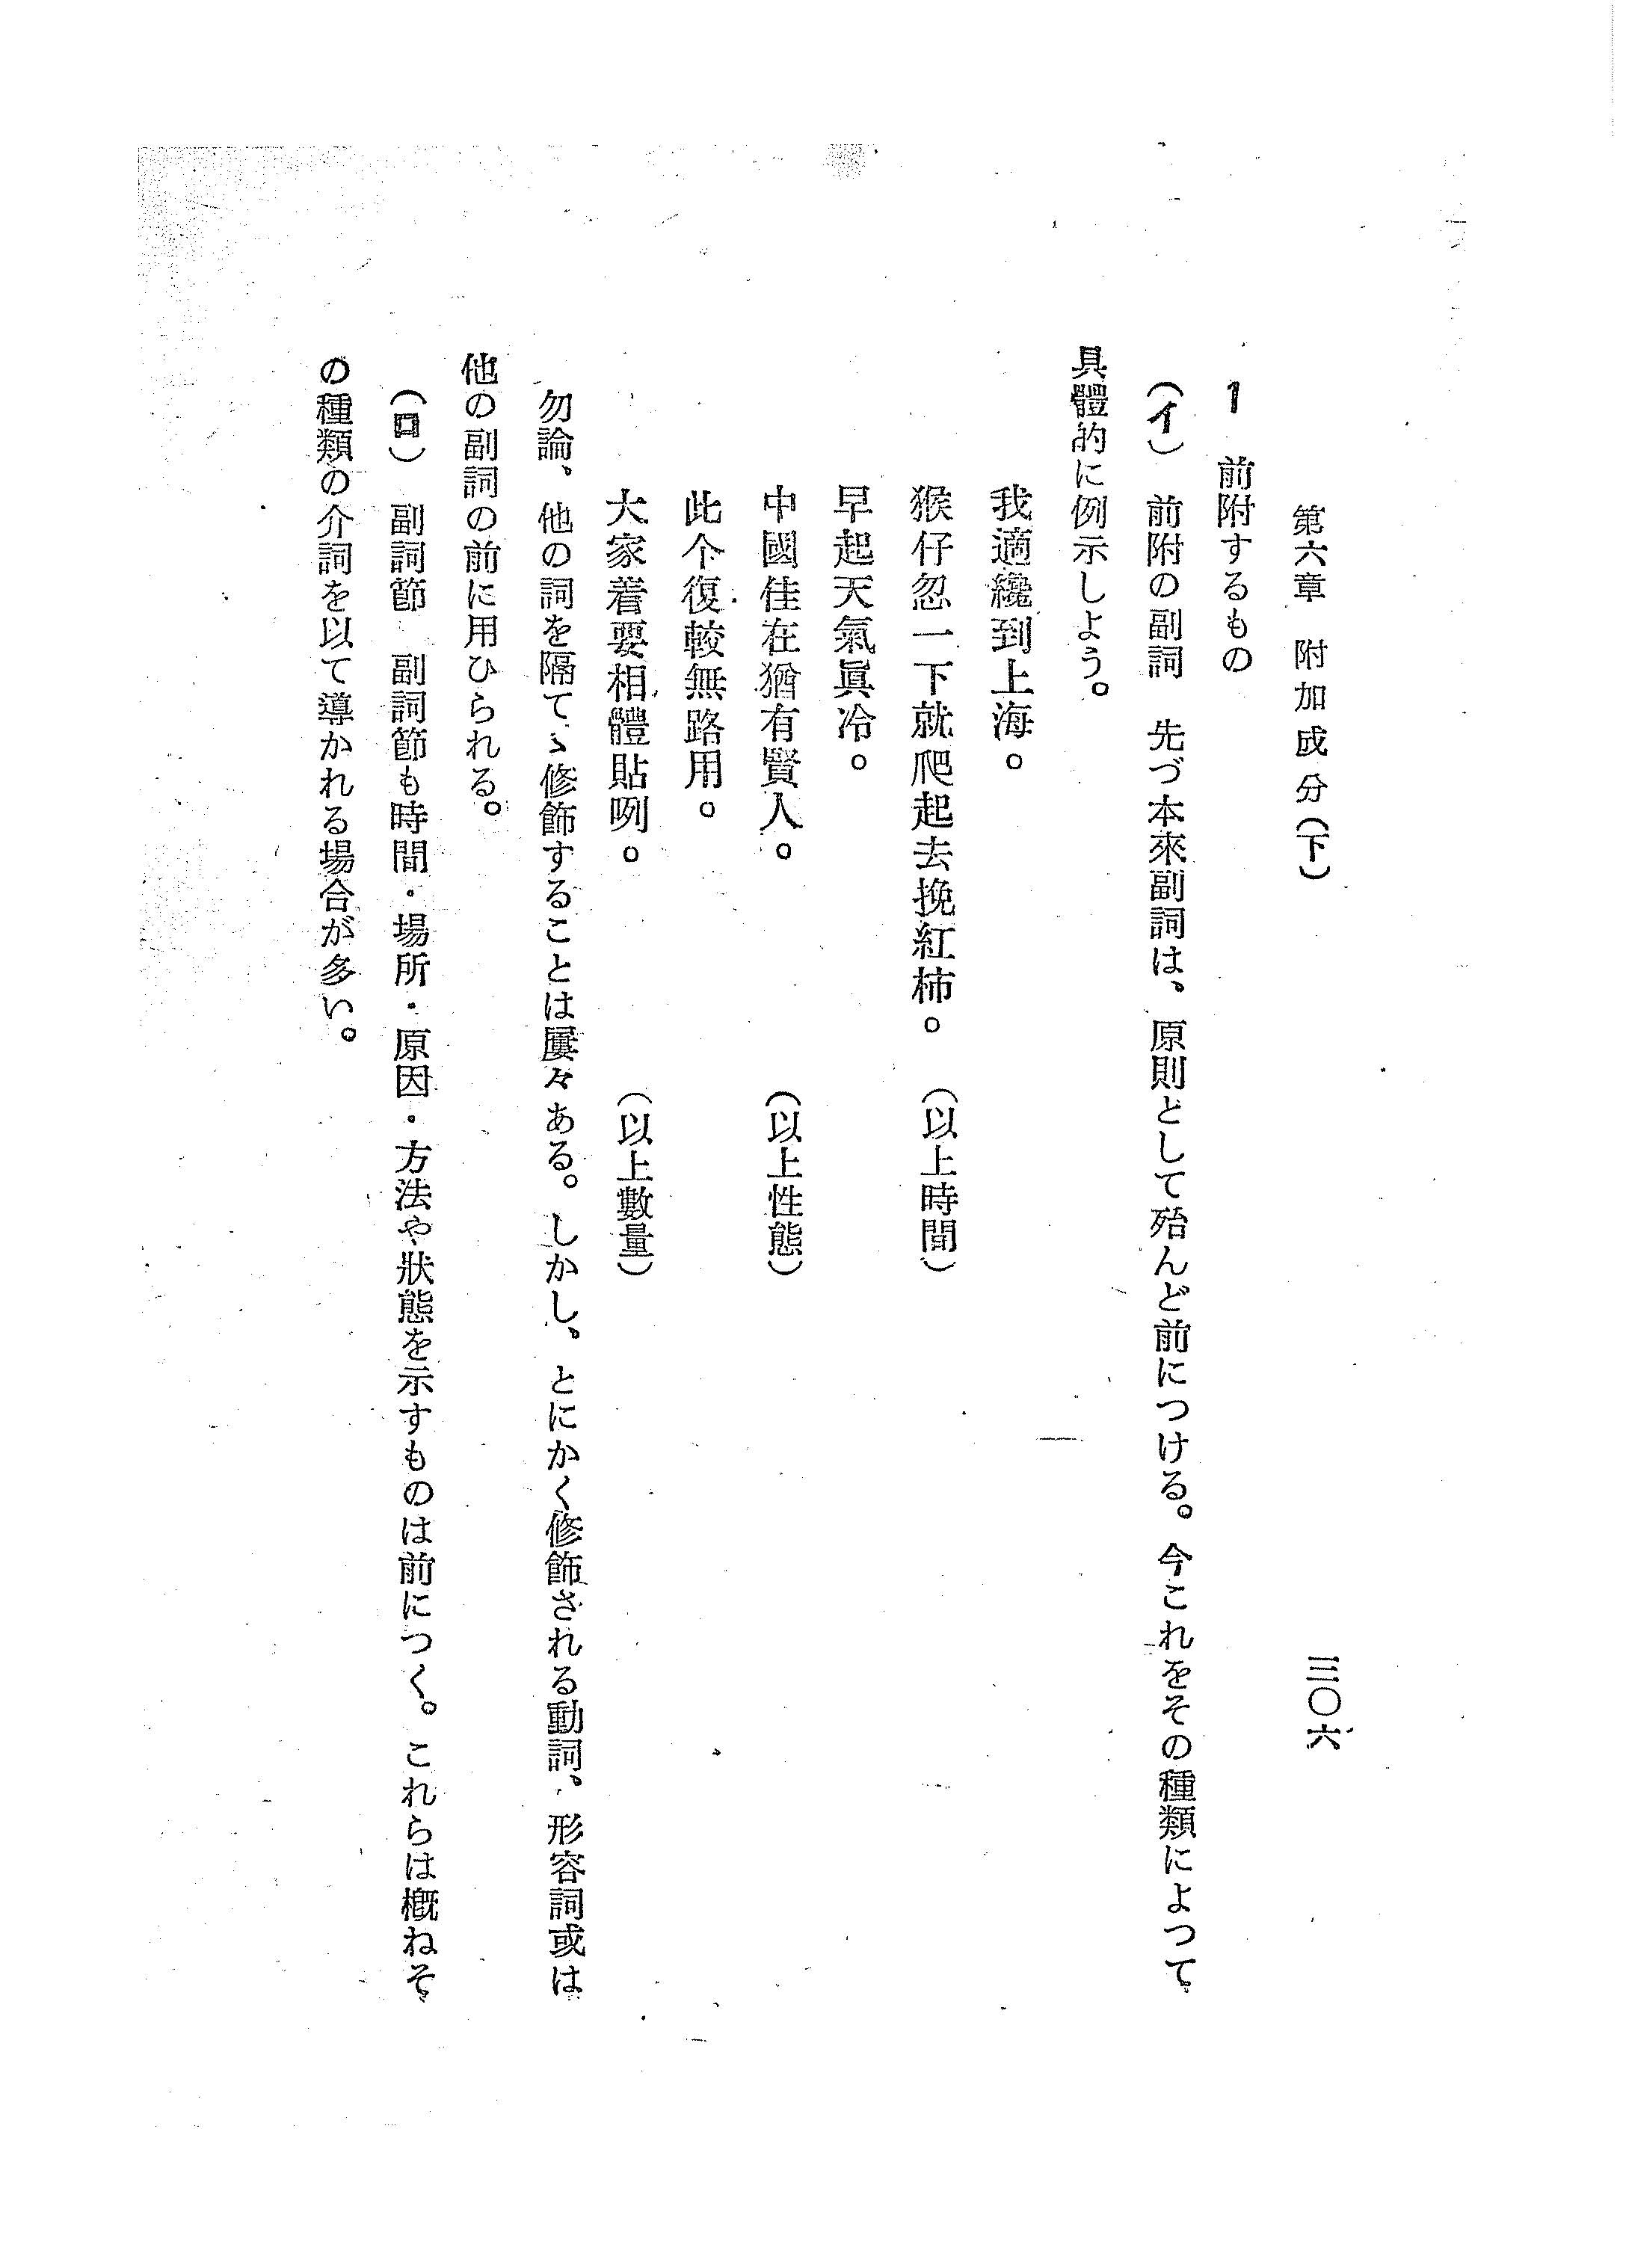 第六章　附加成分（下）
三〇六
1　前附するもの
（イ）　前附の副詞　先づ本來副詞は、原則として殆んど前につける。今これをその種類によつて
具體的に例示しよう。
我適纔到上海。
猴仔忽一下就爬起去挽紅柿。　（以上時間）
早起天氣眞冷。
中國佳在猶有賢人。　（以上性態）
此个復較無路用。
大家着要相體貼咧。　（以上數量）
勿論、他の詞を隔てゝ修飾することは屢々ある。しかし、とにかく修飾される動詞、形容詞或は
他の副詞の前に用ひられる。
（ロ）　副詞節　副詞節も時間・場所・原因・方法や狀態を示すものは前につく。これらは槪ねそ
の種類の介詞を以て導かれる場合が多い。